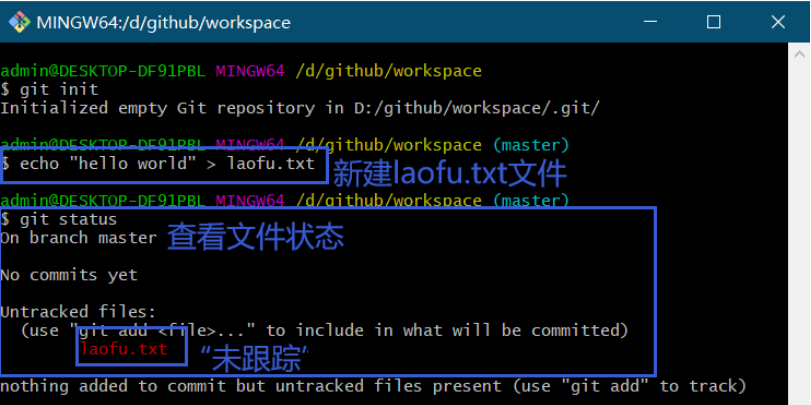 MINGW64:/d/github/workspace
admin@DESKTOP-DF91PBL MINGW64 /d/github/workspace
$ git init
Initialized empty Git repository in D:/github/workspace/.git/
admin@DESKTOP-DF91PBL MINGW64 /d/github/workspace (master)
$ echo "hello world" > laofu.txt 新建laofu.txt文件
admin@DESKTOP-DF91PBL MINGW64 /d/github/workspace (master)
$ git status
On branch master 查看文件状态
No commits yet
Untracked files:
(use "git add <file>..." to include in what will be committed)
laofu.txt “未跟踪”
nothing added to commit but untracked files present (use "git add" to track)